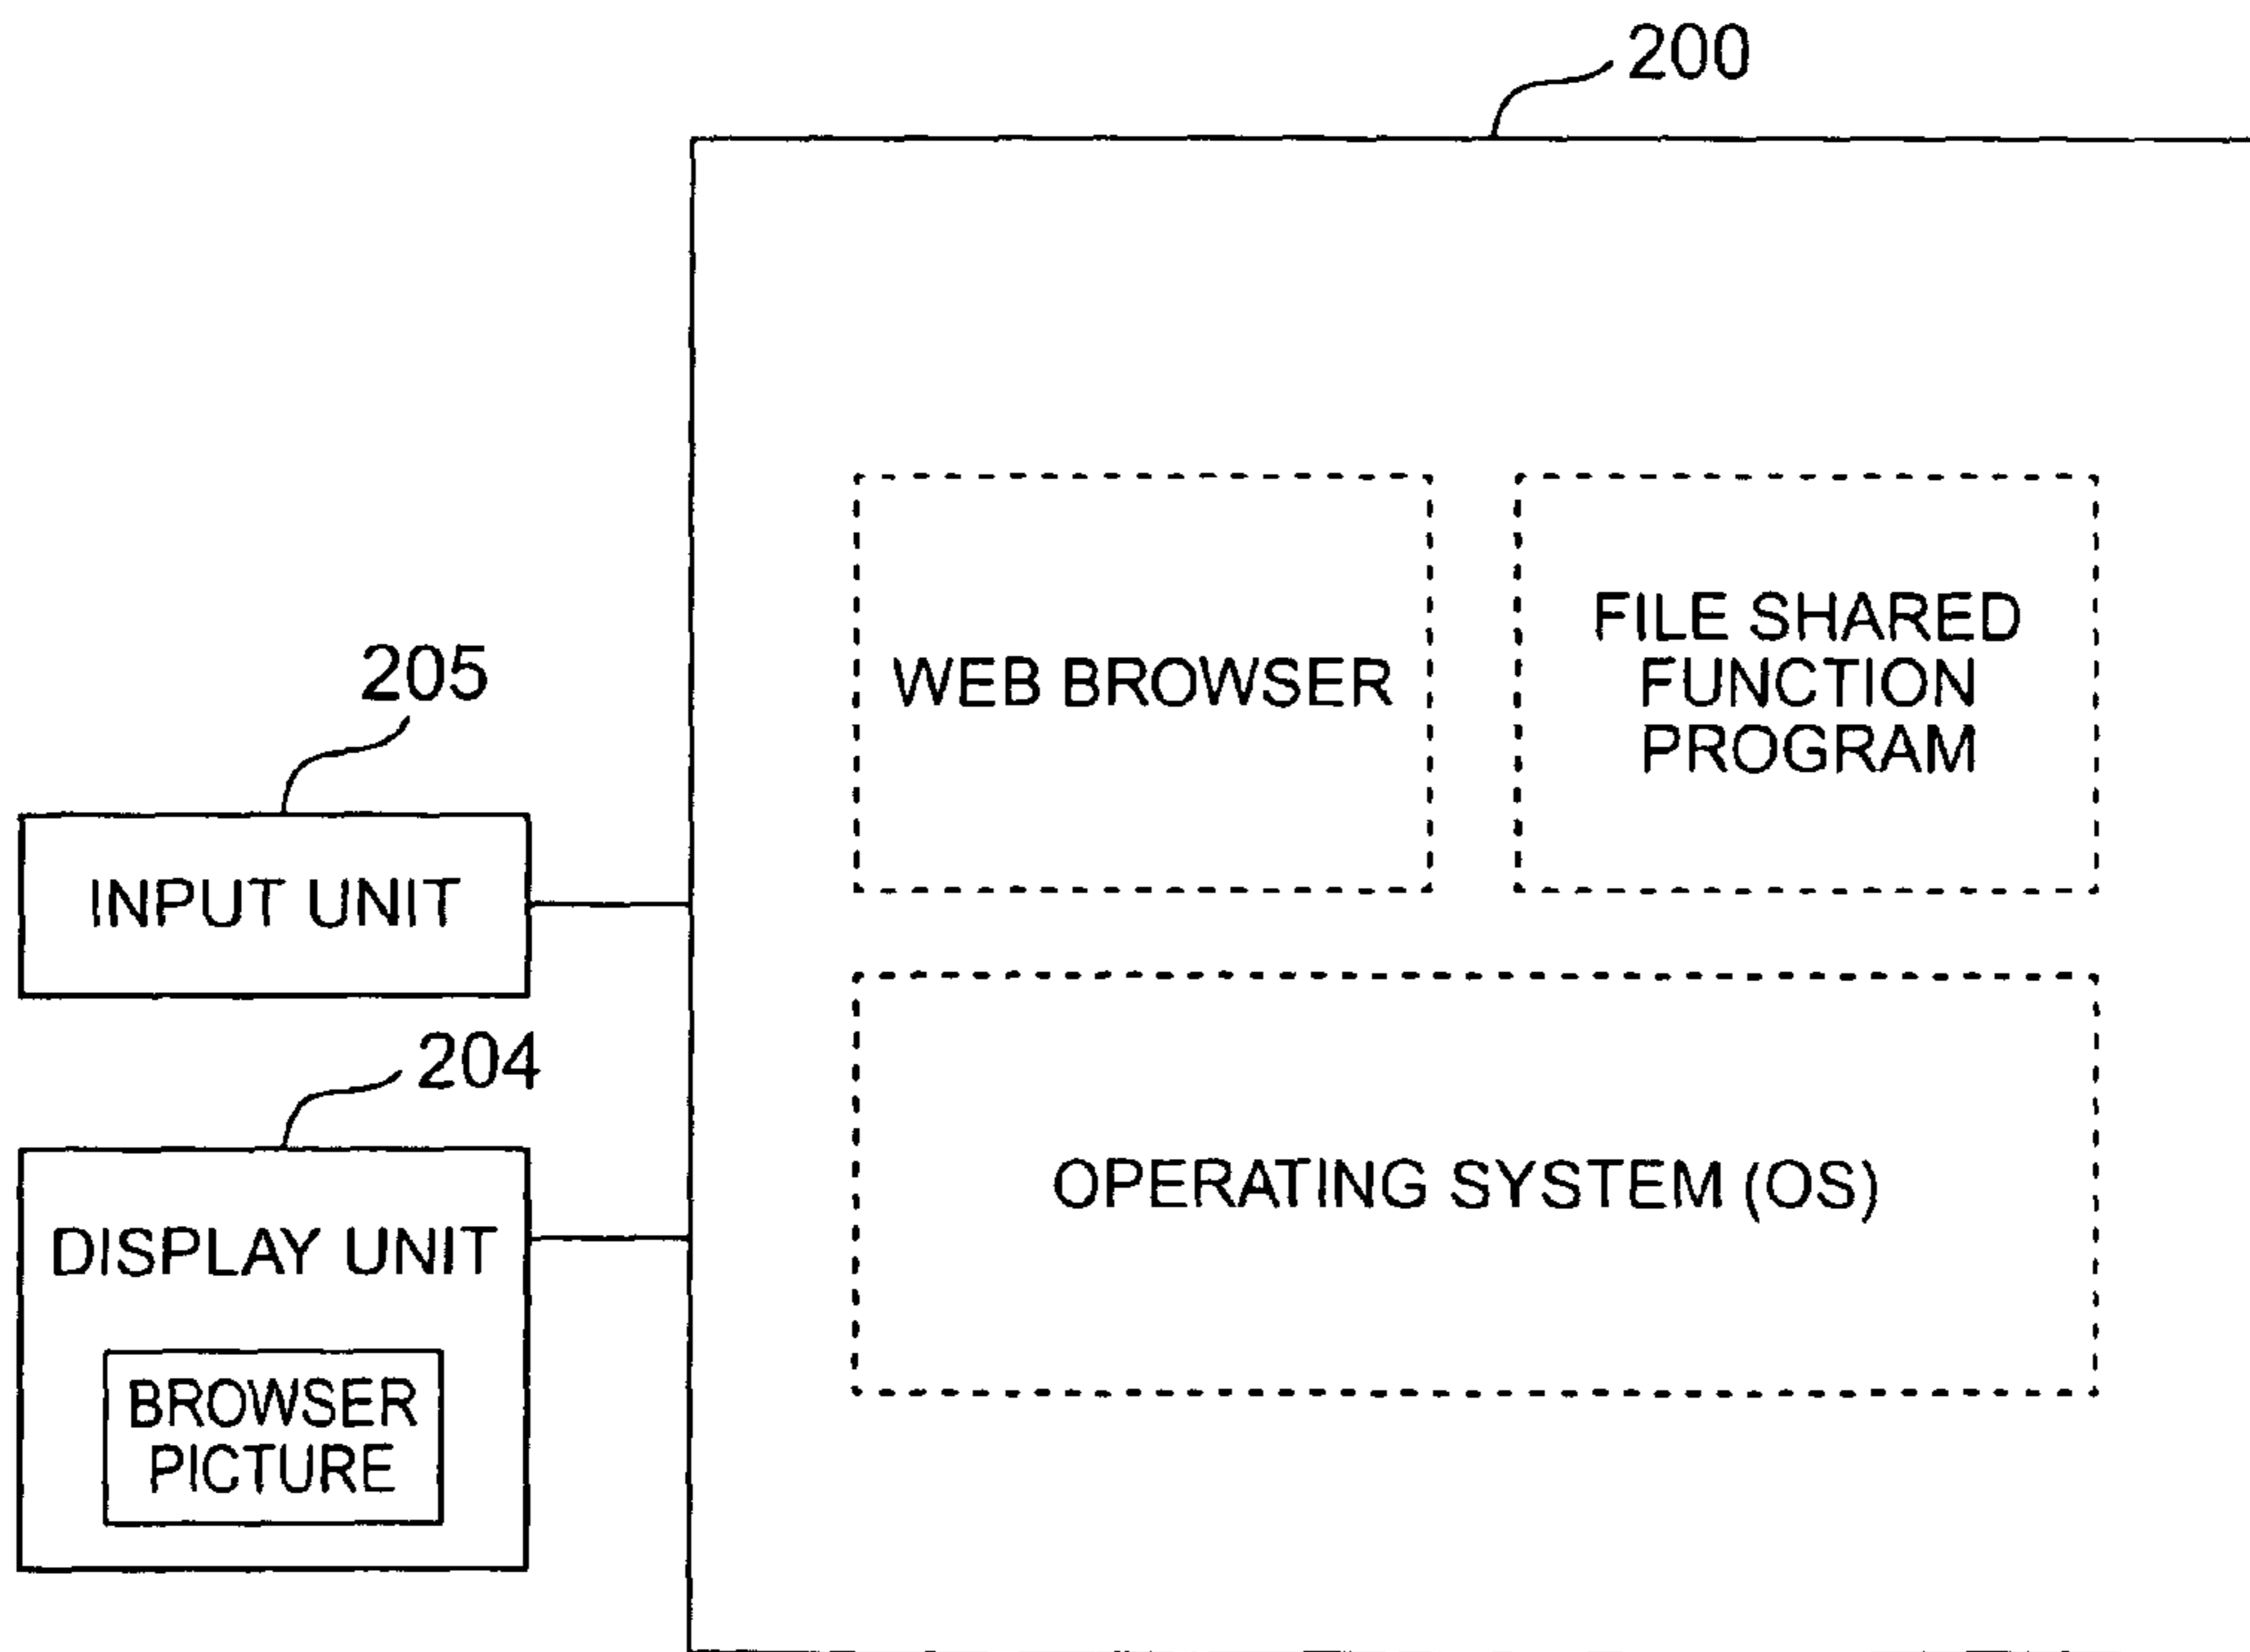 200
WEB BROWSER
FILE SHARED
FUNCTION
PROGRAM
205
INPUT UNIT
204
OPERATING SYSTEM (OS)
DISPLAY UNIT
BROWSER
PICTURE